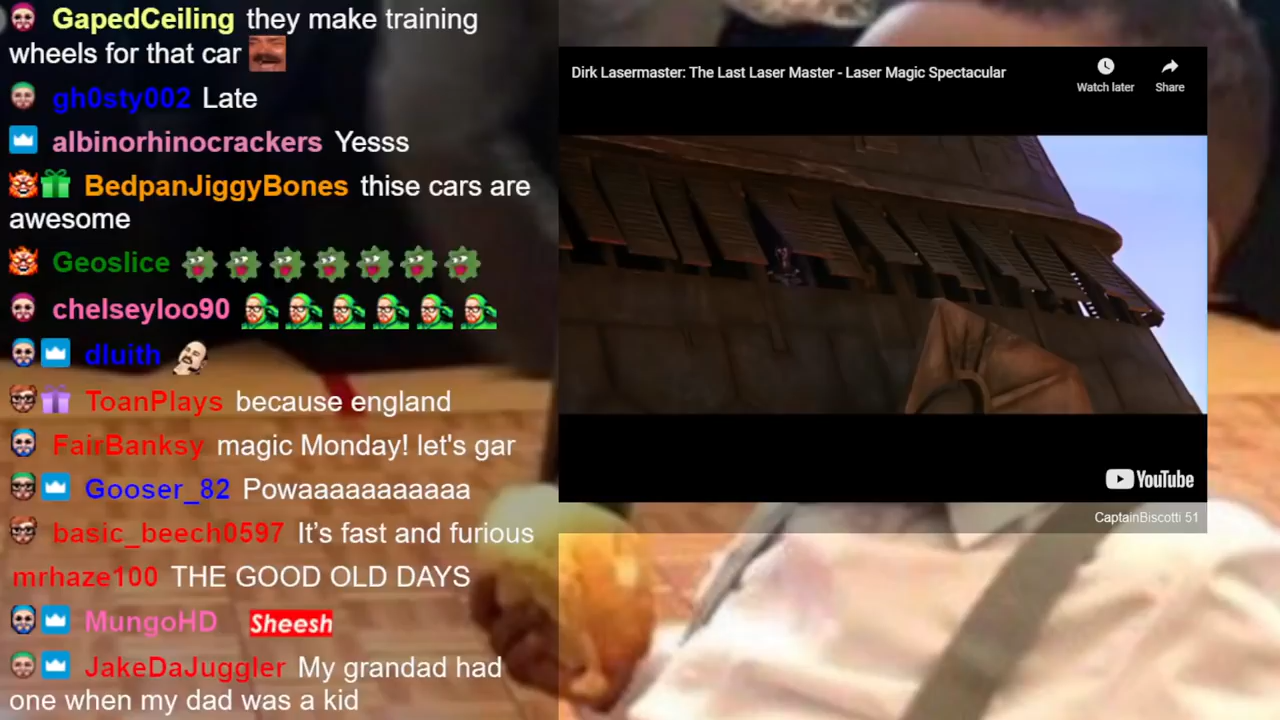 GapedCeiling they make training
wheels for that car
gh0sty002 Late
albinorhinocrackers Yesss
BedpanJiggyBones thise cars are
awesome
Geoslice
chelseyloo90
dluith
ToanPlays because england
FairBanksy magic Monday! let's gar
Gooser_82 Powaaaaaaaaaaa
basic_beech0597 It’s fast and furious
mrhaze100 THE GOOD OLD DAYS
MungoHD Sheesh
JakeDaJuggler My grandad had
one when my dad was a kid
Dirk Lasermaster: The Last Laser Master - Laser Magic Spectacular
Watch later
Share
YouTube
CaptainBiscotti 51